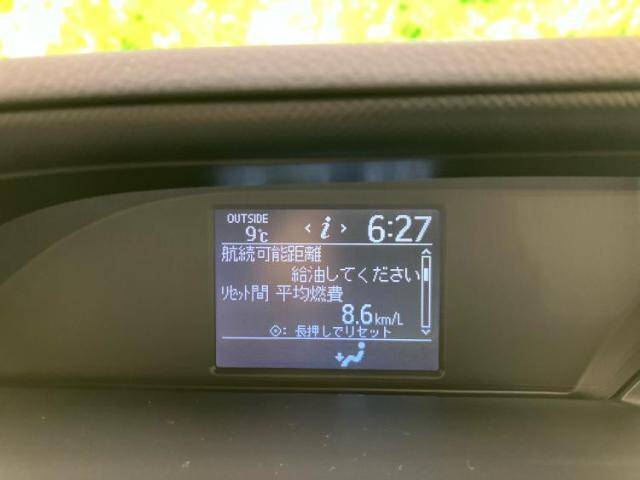 OUTSIDE
9℃ ‹ i › 6:27
航続可能距離
給油してください
ﾘｾｯﾄ間 平均燃費
8.6km/L
◎: 長押しでリセット